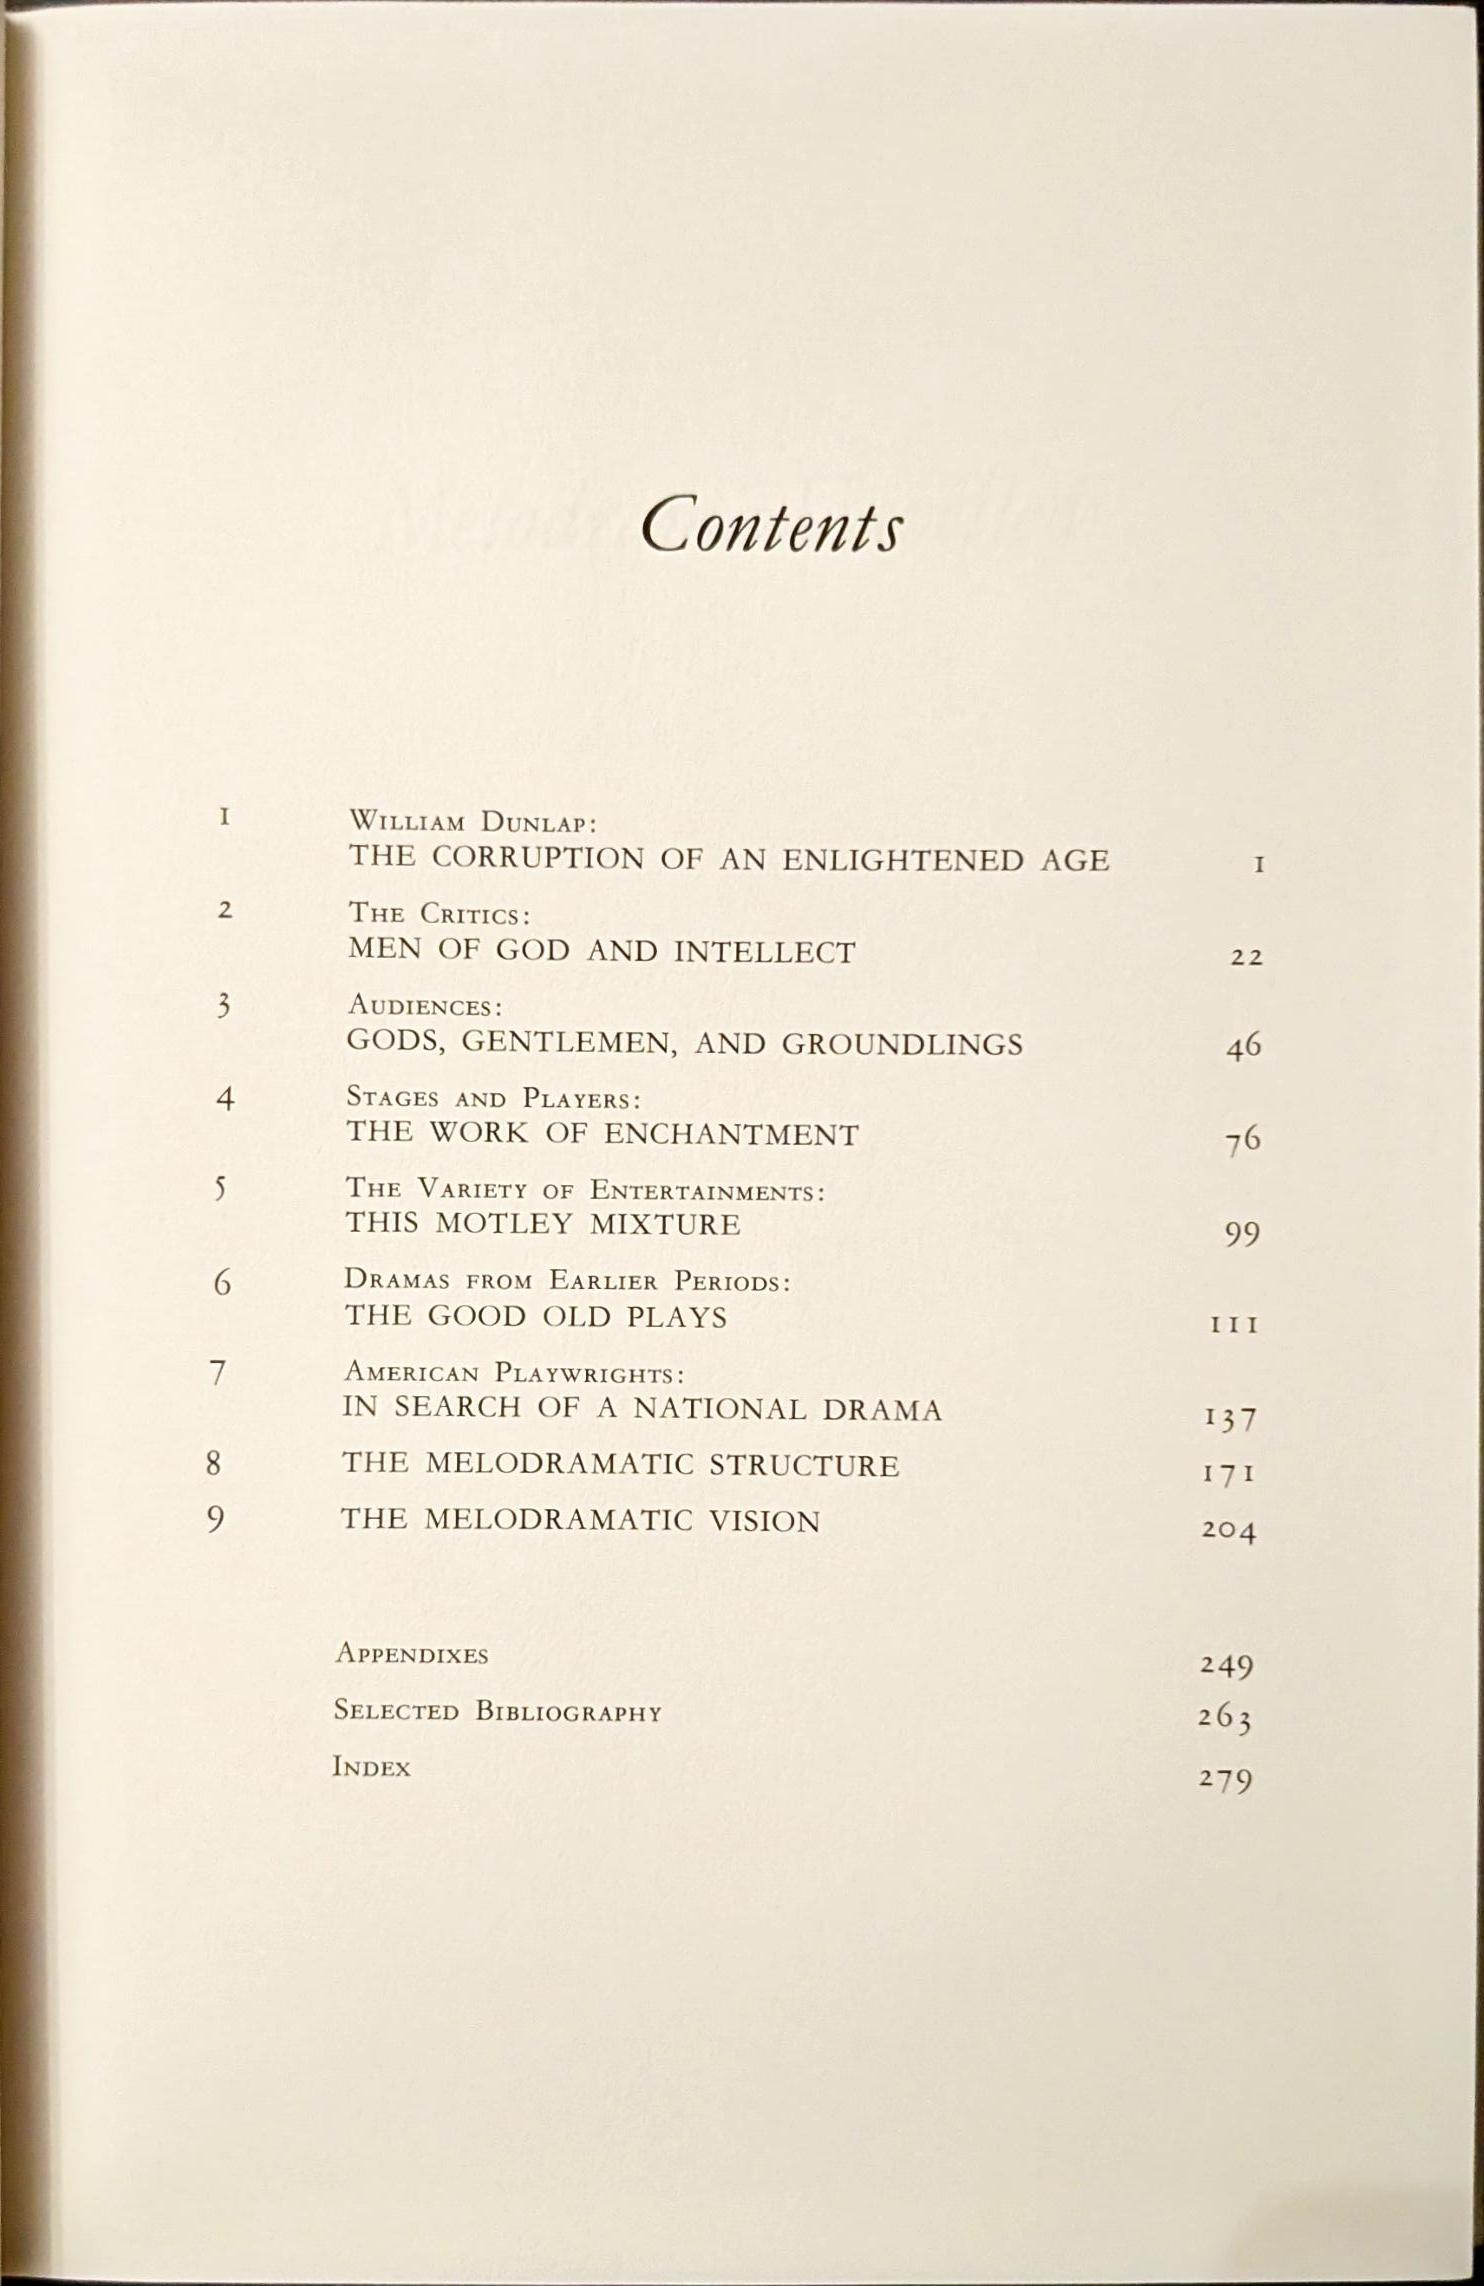 Contents
1 William Dunlap:
THE CORRUPTION OF AN ENLIGHTENED AGE 1
2 The Critics:
MEN OF GOD AND INTELLECT 22
3 Audiences:
GODS, GENTLEMEN, AND GROUNDLINGS 46
4 Stages and Players:
THE WORK OF ENCHANTMENT 76
5 The Variety of Entertainments:
THIS MOTLEY MIXTURE 99
6 Dramas from Earlier Periods:
THE GOOD OLD PLAYS 111
7 American Playwrights:
IN SEARCH OF A NATIONAL DRAMA 137
8 THE MELODRAMATIC STRUCTURE 171
9 THE MELODRAMATIC VISION 204
Appendixes 249
Selected Bibliography 263
Index 279